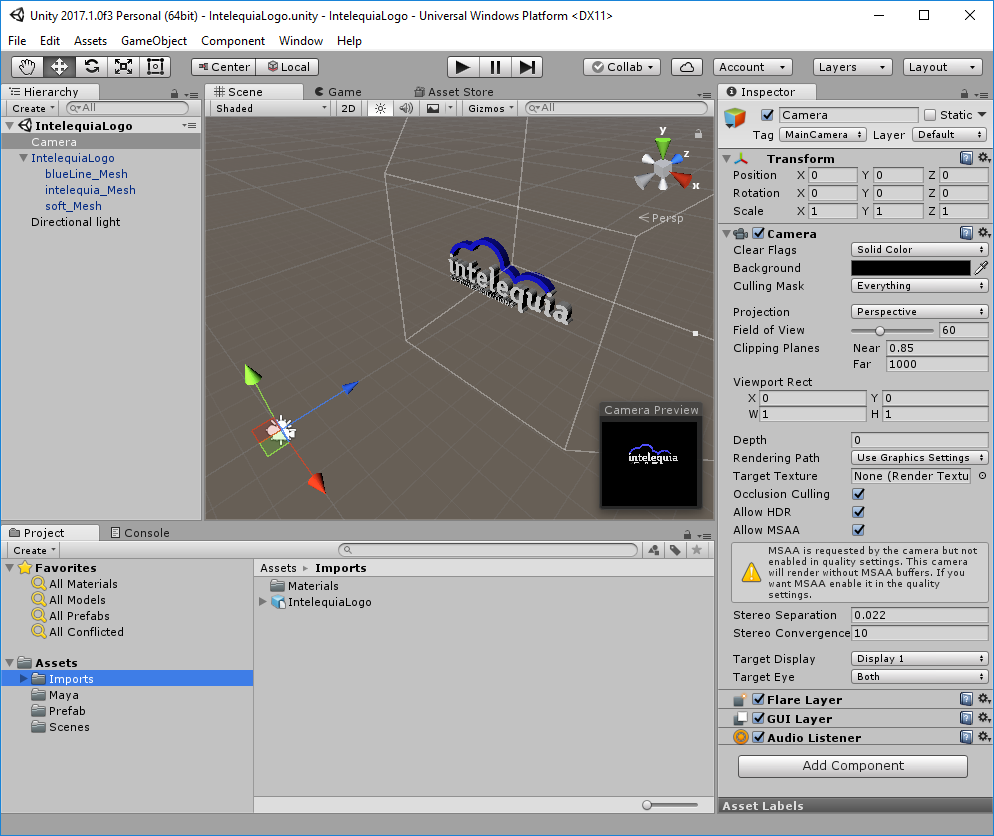 Unity 2017.1.0f3 Personal (64bit) - IntelequiaLogo.unity - IntelequiaLogo - Universal Windows Platform <DX11>
File Edit Assets GameObject Component Window Help
Center Local Collab Account Layers Layout
Hierarchy
Create All
IntelequiaLogo
Camera
IntelequiaLogo
blueLine_Mesh
intelequia_Mesh
soft_Mesh
Directional light
Scene Game Asset Store
Shaded 2D Gizmos All
y
z
x
Persp
intelequia
Camera Preview
intelequia
Inspector
Camera Static
Tag MainCamera Layer Default
Transform
Position X 0 Y 0 Z 0
Rotation X 0 Y 0 Z 0
Scale X 1 Y 1 Z 1
Camera
Clear Flags Solid Color
Background
Culling Mask Everything
Projection Perspective
Field of View 60
Clipping Planes Near 0.85
Far 1000
Viewport Rect
X 0 Y 0
W 1 H 1
Depth 0
Rendering Path Use Graphics Settings
Target Texture None (Render Textu
Occlusion Culling
Allow HDR
Allow MSAA
MSAA is requested by the camera but not
enabled in quality settings. This camera
will render without MSAA buffers. If you
want MSAA enable it in the quality
settings.
Stereo Separation 0.022
Stereo Convergence 10
Target Display Display 1
Target Eye Both
Flare Layer
GUI Layer
Audio Listener
Add Component
Asset Labels
Project Console
Create
Favorites
All Materials
All Models
All Prefabs
All Conflicted
Assets
Imports
Maya
Prefab
Scenes
Assets Imports
Materials
IntelequiaLogo